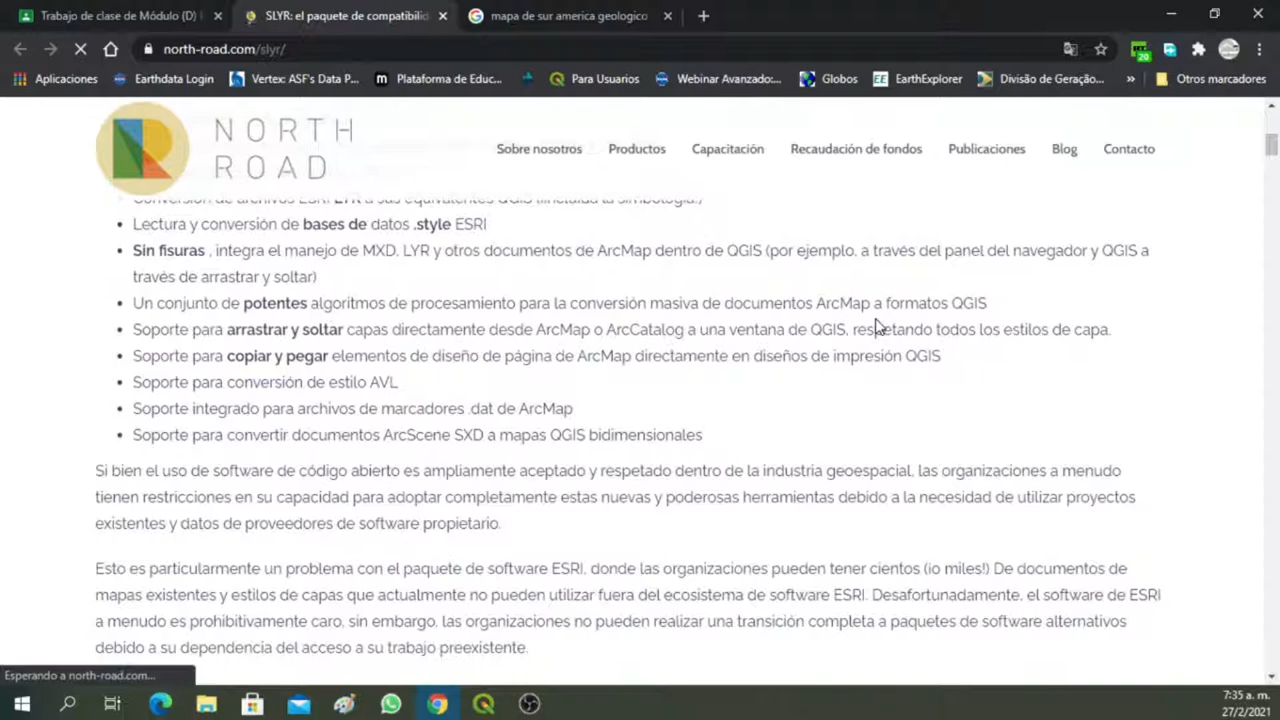 Trabajo de clase de Módulo (D)
SLYR: el paquete de compatibilid
mapa de sur america geologico
north-road.com/slyr/
20
Aplicaciones
Earthdata Login
Vertex: ASF's Data P...
Plataforma de Educ...
Para Usuarios
Webinar Avanzado:...
Globos
EE
EarthExplorer
Divisão de Geração...
»
Otros marcadores
NORTH
ROAD
Sobre nosotros
Productos
Capacitación
Recaudación de fondos
Publicaciones
Blog
Contacto
Conversión de archivos ESRI LYR a sus equivalentes QGIS (¡incluida la simbología!)
• Lectura y conversión de bases de datos .style ESRI
• Sin fisuras , integra el manejo de MXD, LYR y otros documentos de ArcMap dentro de QGIS (por ejemplo, a través del panel del navegador y QGIS a
través de arrastrar y soltar)
• Un conjunto de potentes algoritmos de procesamiento para la conversión masiva de documentos ArcMap a formatos QGIS
• Soporte para arrastrar y soltar capas directamente desde ArcMap o ArcCatalog a una ventana de QGIS, respetando todos los estilos de capa.
• Soporte para copiar y pegar elementos de diseño de página de ArcMap directamente en diseños de impresión QGIS
• Soporte para conversión de estilo AVL
• Soporte integrado para archivos de marcadores .dat de ArcMap
• Soporte para convertir documentos ArcScene SXD a mapas QGIS bidimensionales
Si bien el uso de software de código abierto es ampliamente aceptado y respetado dentro de la industria geoespacial, las organizaciones a menudo
tienen restricciones en su capacidad para adoptar completamente estas nuevas y poderosas herramientas debido a la necesidad de utilizar proyectos
existentes y datos de proveedores de software propietario.
Esto es particularmente un problema con el paquete de software ESRI, donde las organizaciones pueden tener cientos (¡o miles!) De documentos de
mapas existentes y estilos de capas que actualmente no pueden utilizar fuera del ecosistema de software ESRI. Desafortunadamente, el software de ESRI
a menudo es prohibitivamente caro, sin embargo, las organizaciones no pueden realizar una transición completa a paquetes de software alternativos
debido a su dependencia del acceso a su trabajo preexistente.
Esperando a north-road.com...
7:35 a. m.
27/2/2021